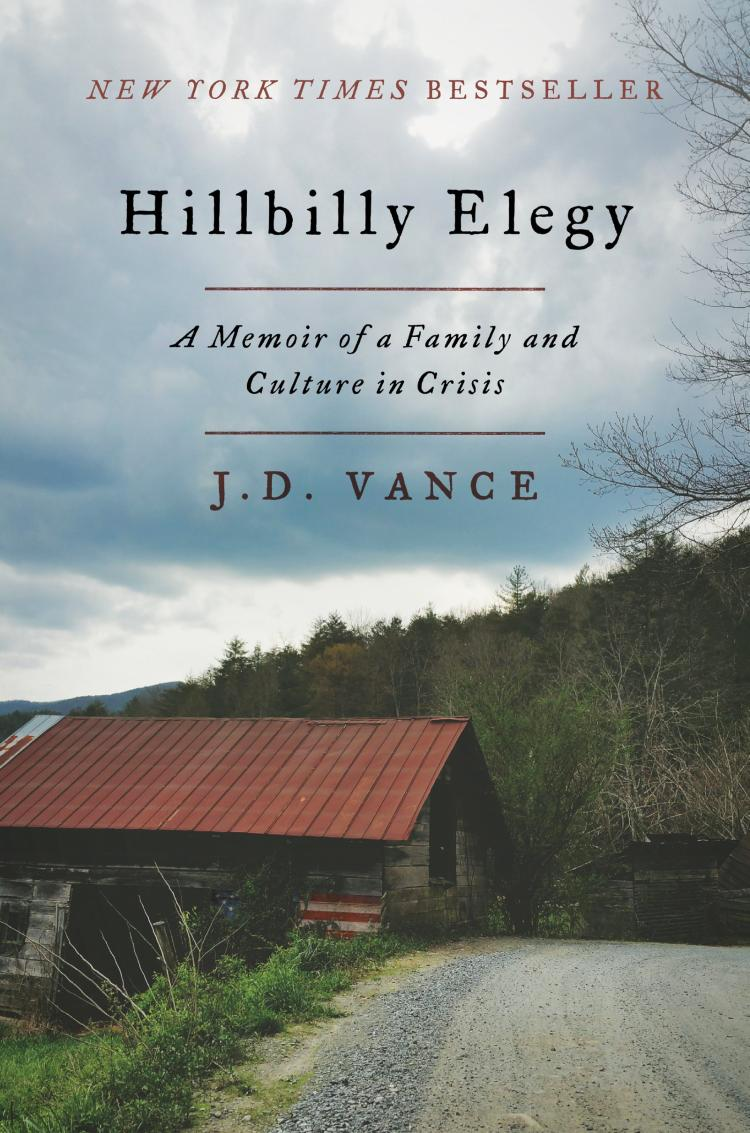 NEW YORK TIMES BESTSELLER
Hillbilly Elegy
A Memoir of a Family and
Culture in Crisis
J.D. VANCE